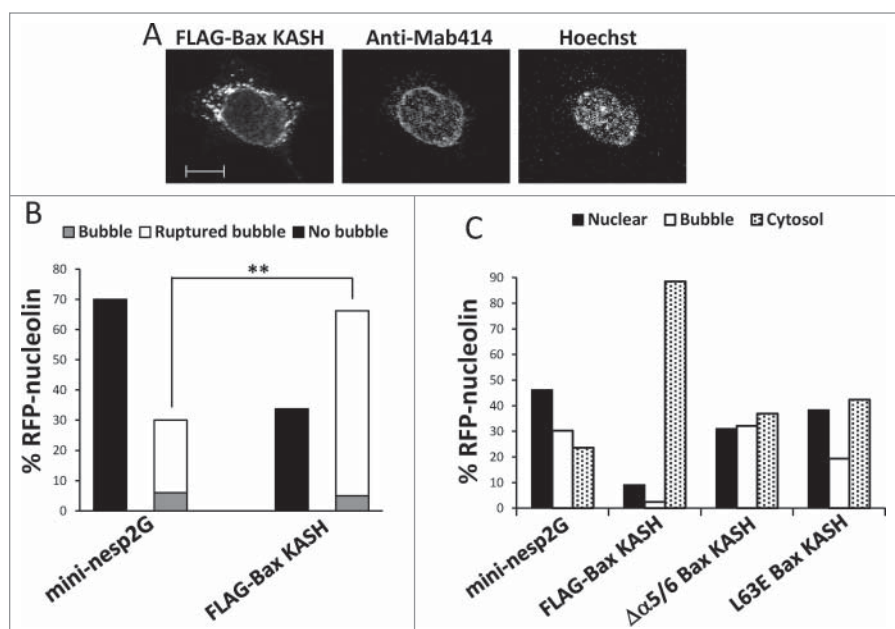 A
FLAG-Bax KASH Anti-Mab414 Hoechst
B
Bubble Ruptured bubble No bubble
**
80
70
60
50
40
30
20
10
0
% RFP-nucleolin
mini-nesp2G
FLAG-Bax KASH
C
Nuclear Bubble Cytosol
90
80
70
60
50
40
30
20
10
0
% RFP-nucleolin
mini-nesp2G
FLAG-Bax KASH
Δα5/6 Bax KASH
L63E Bax KASH